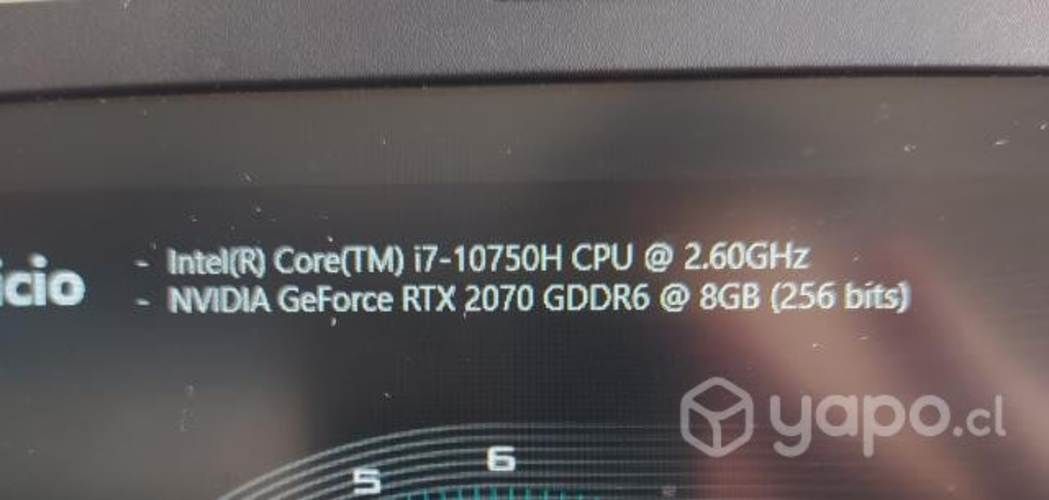 icio
- Intel(R) Core(TM) i7-10750H CPU @ 2.60GHz
- NVIDIA GeForce RTX 2070 GDDR6 @ 8GB (256 bits)
yapo.cl
5
6